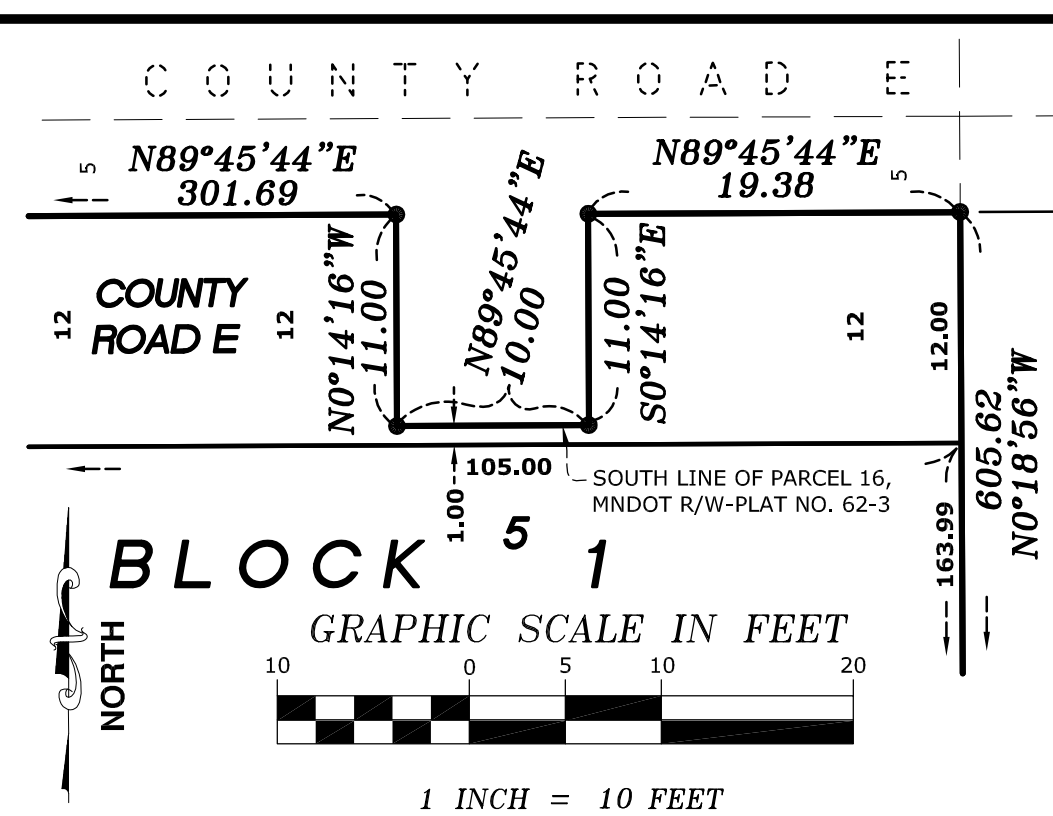 COUNTY ROAD E
5
N89°45'44"E
301.69
N89°45'44"E
10.00
N89°45'44"E
19.38
5
COUNTY
ROAD E
12
12
N0°14'16"W
11.00
11.00
S0°14'16"E
12
12.00
605.62
N0°18'56"W
105.00
1.00
SOUTH LINE OF PARCEL 16,
MNDOT R/W-PLAT NO. 62-3
163.99
5
BLOCK 1
NORTH
GRAPHIC SCALE IN FEET
10 0 5 10 20
1 INCH = 10 FEET